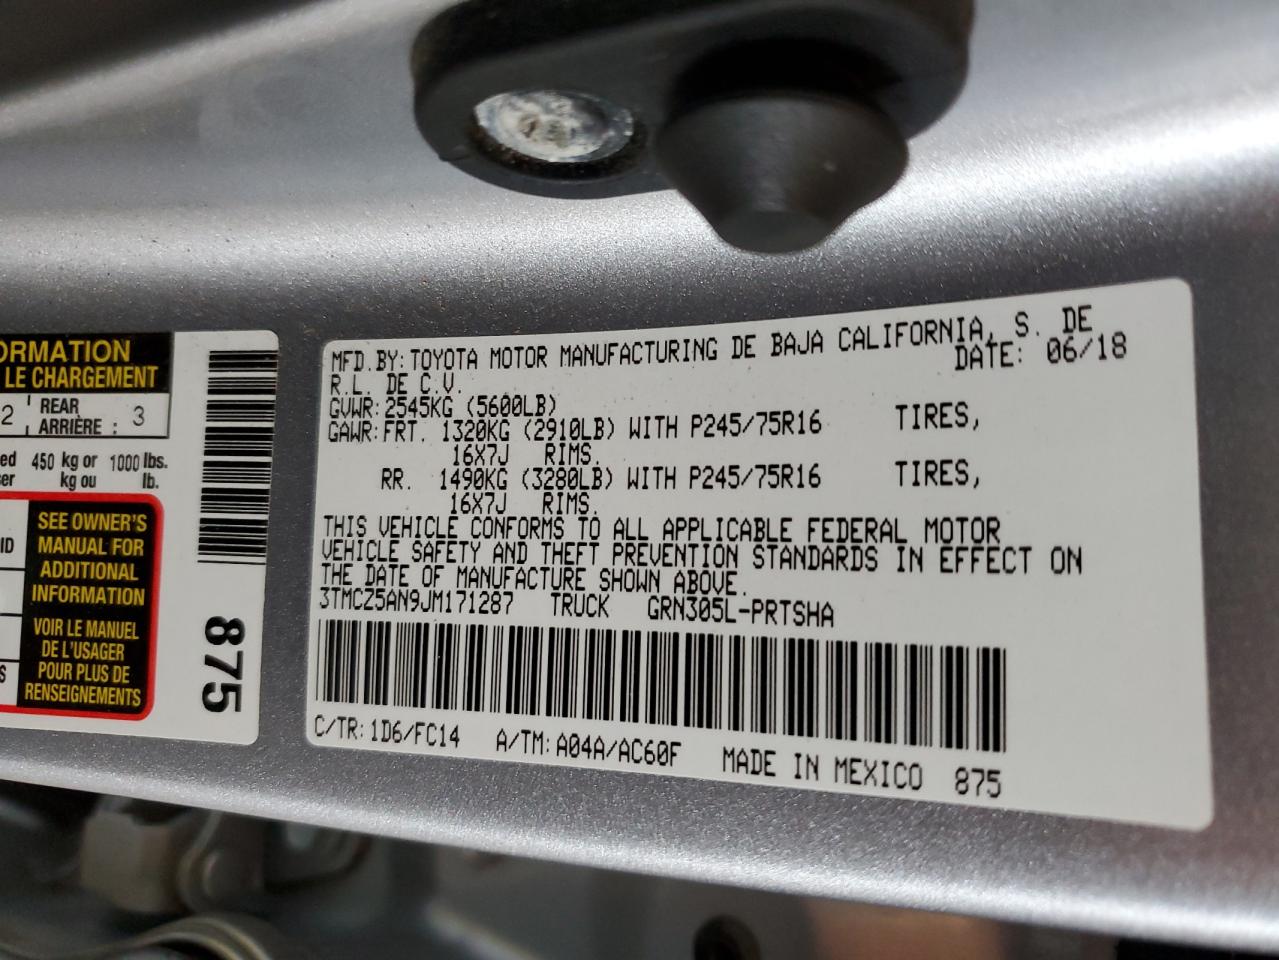 ORMATION
LE CHARGEMENT
2 REAR ARRIÈRE : 3
450 kg or kg ou 1000 lbs. lb.
SEE OWNER'S
MANUAL FOR
ADDITIONAL
INFORMATION
VOIR LE MANUEL
DE L'USAGER
POUR PLUS DE
RENSEIGNEMENTS
875
MFD.BY: TOYOTA MOTOR MANUFACTURING DE BAJA CALIFORNIA, S. DE
R.L. DE C.V. DATE: 06/18
GVWR: 2545KG (5600LB)
GAWR: FRT. 1320KG (2910LB) WITH P245/75R16 TIRES,
16X7J RIMS.
RR. 1490KG (3280LB) WITH P245/75R16 TIRES,
16X7J RIMS.
THIS VEHICLE CONFORMS TO ALL APPLICABLE FEDERAL MOTOR
VEHICLE SAFETY AND THEFT PREVENTION STANDARDS IN EFFECT ON
THE DATE OF MANUFACTURE SHOWN ABOVE.
3TMCZ5AN9JM171287 TRUCK GRN305L-PRTSHA
C/TR: 1D6/FC14 A/TM: A04A/AC60F MADE IN MEXICO 875